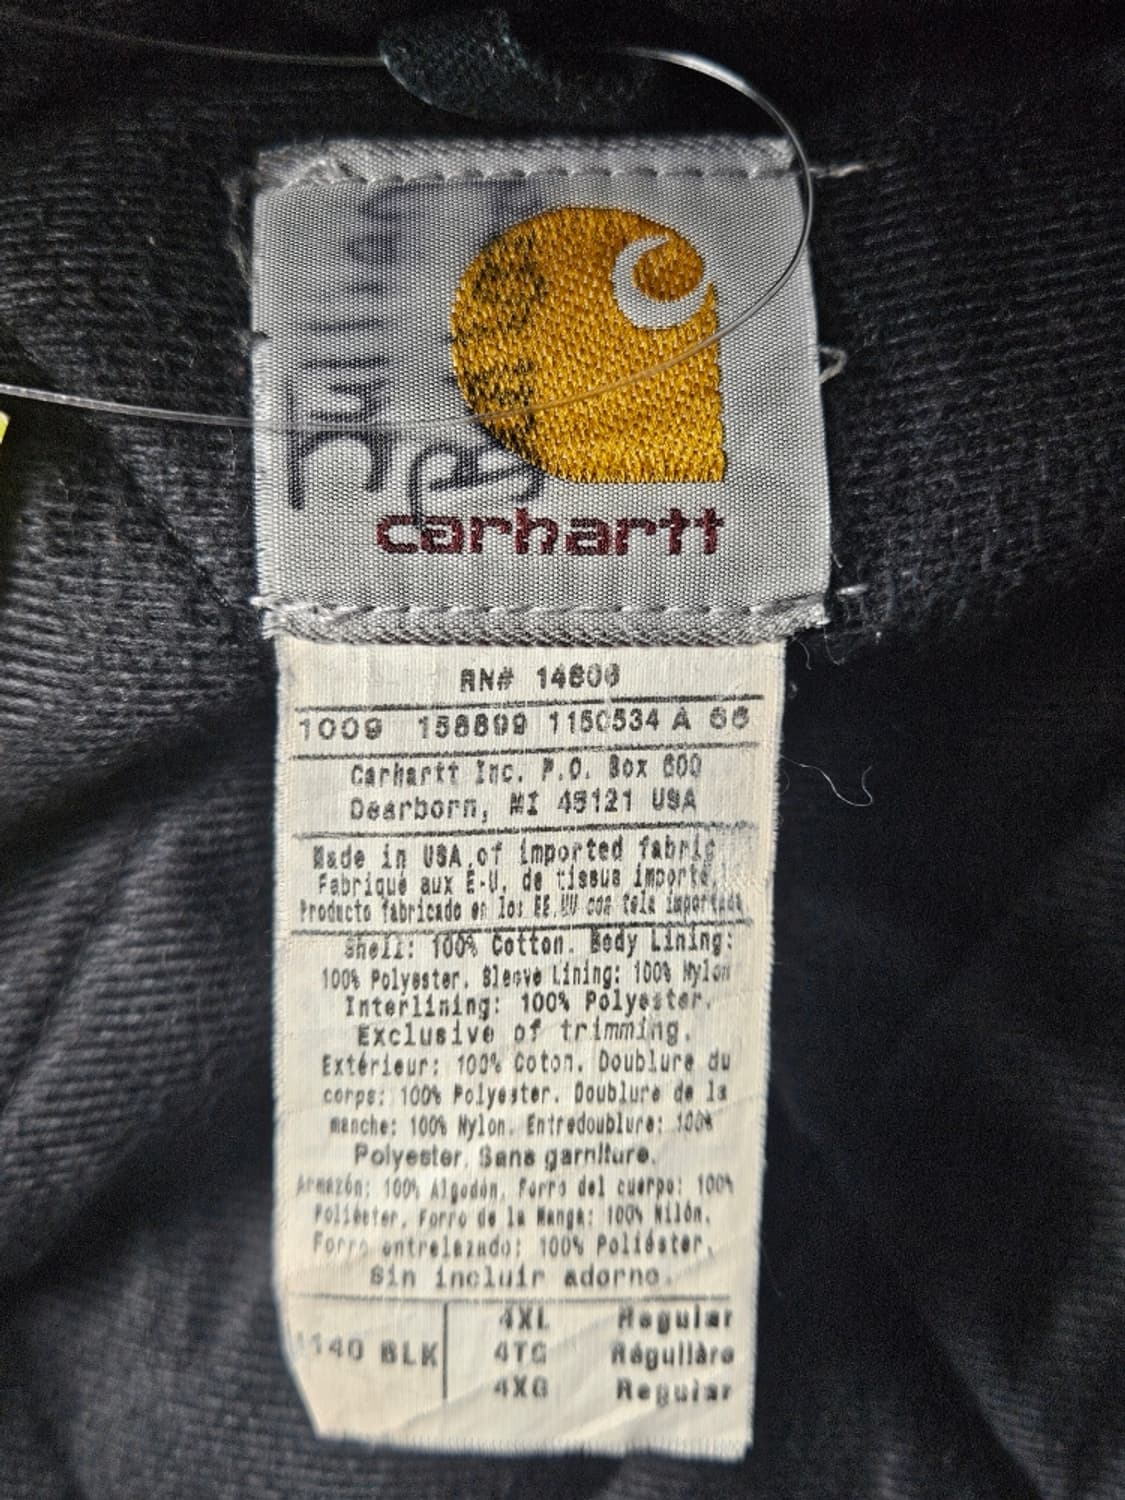 carhartt
RN# 14806
1009 158899 1150534 A 66
Carhartt Inc. P.O. Box 600
Dearborn, MI 48121 USA
Made in USA of imported fabric
Fabriqué aux É-U. de tissus importé.
Producto fabricado en los EE.UU con tela importada
Shell: 100% Cotton. Body Lining:
100% Polyester. Sleeve Lining: 100% Nylon
Interlining: 100% Polyester.
Exclusive of trimming.
Extérieur: 100% Coton. Doublure du
corps: 100% Polyester. Doublure de la
manche: 100% Nylon. Entredoublure: 100%
Polyester. Sans garniture.
Armazón: 100% Algodón. Forro del cuerpo: 100%
Poliéster. Forro de la Manga: 100% Nilón.
Forro entrelazado: 100% Poliéster.
Sin incluir adorno.
4XL Regular
140 BLK 4TG Régulière
4XG Regular